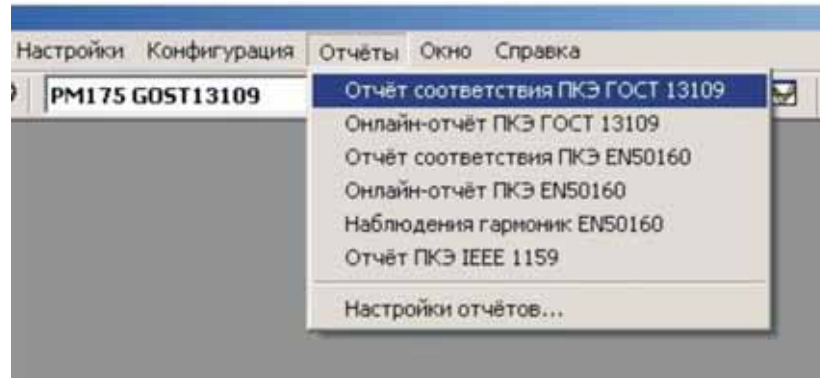 Настройки Конфигурация Отчёты Окно Справка
PM175 GOST13109
Отчёт соответствия ПКЭ ГОСТ 13109
Онлайн-отчёт ПКЭ ГОСТ 13109
Отчёт соответствия ПКЭ EN50160
Онлайн-отчёт ПКЭ EN50160
Наблюдения гармоник EN50160
Отчёт ПКЭ IEEE 1159
Настройки отчётов...